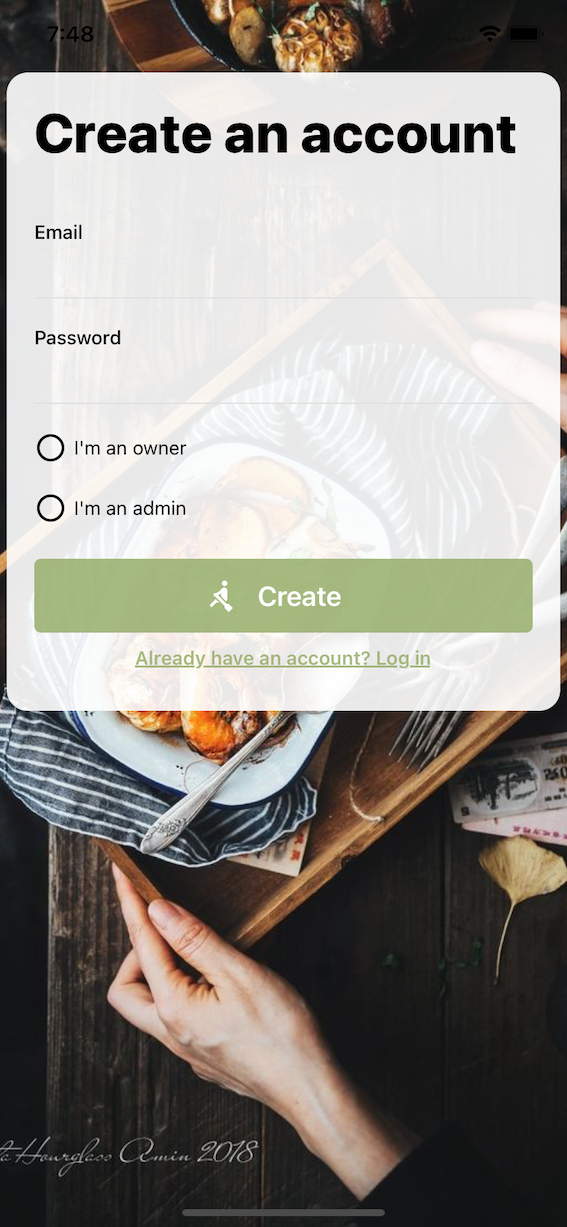 7:48
Create an account
Email
Password
I'm an owner
I'm an admin
Create
Already have an account? Log in
Hourglass Amin 2018